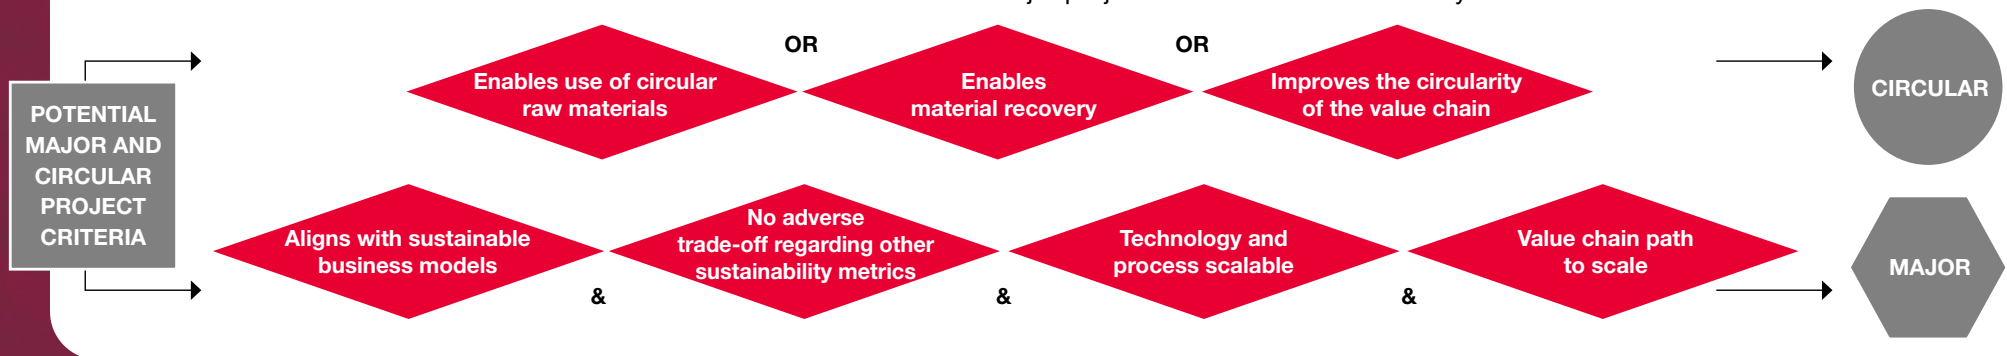 OR
OR
Enables use of circular
raw materials
Enables
material recovery
Improves the circularity
of the value chain
CIRCULAR
POTENTIAL
MAJOR AND
CIRCULAR
PROJECT
CRITERIA
Aligns with sustainable
business models
No adverse
trade-off regarding other
sustainability metrics
Technology and
process scalable
Value chain path
to scale
MAJOR
&
&
&